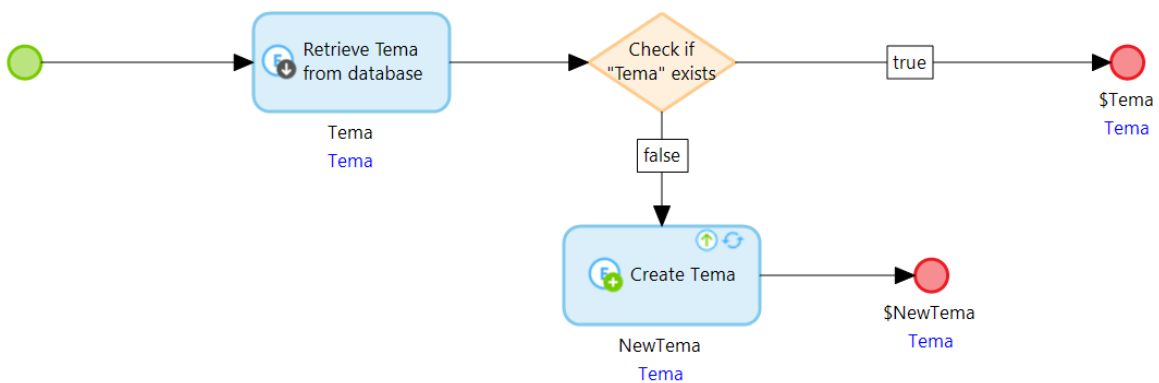 Retrieve Tema
from database
Tema
Tema
Check if
"Tema" exists
true
$Tema
Tema
false
Create Tema
NewTema
Tema
$NewTema
Tema